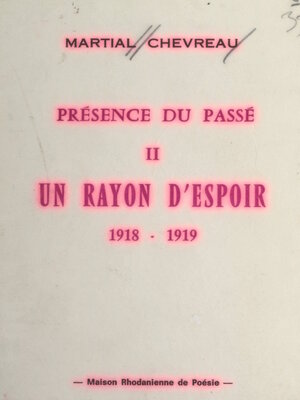 MARTIAL CHEVREAU
PRÉSENCE DU PASSÉ
II
UN RAYON D'ESPOIR
1918 - 1919
— Maison Rhodanienne de Poésie —